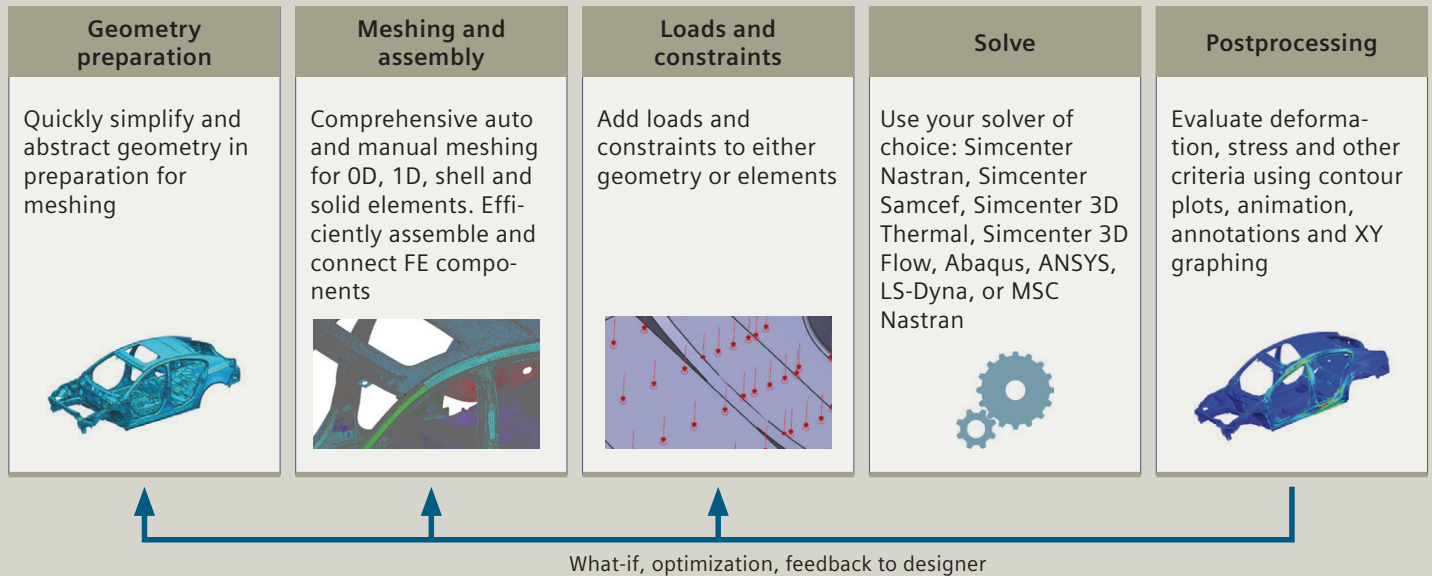 Geometry
preparation
Quickly simplify and
abstract geometry in
preparation for
meshing
Meshing and
assembly
Comprehensive auto
and manual meshing
for 0D, 1D, shell and
solid elements. Effi-
ciently assemble and
connect FE compo-
nents
Loads and
constraints
Add loads and
constraints to either
geometry or elements
Solve
Use your solver of
choice: Simcenter
Nastran, Simcenter
Samcef, Simcenter 3D
Thermal, Simcenter 3D
Flow, Abaqus, ANSYS,
LS-Dyna, or MSC
Nastran
Postprocessing
Evaluate deforma-
tion, stress and other
criteria using contour
plots, animation,
annotations and XY
graphing
What-if, optimization, feedback to designer